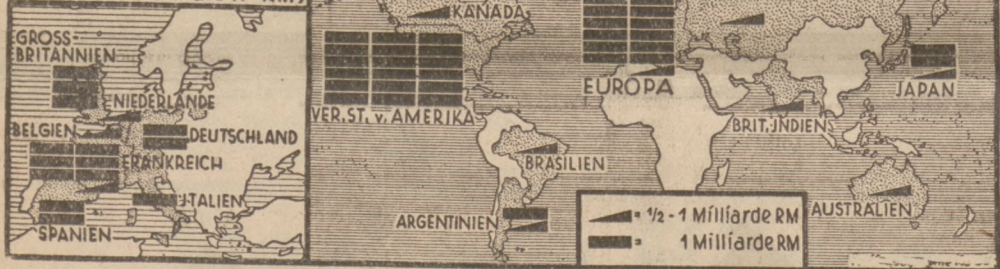 GROSS-
BRITANNIEN
NIEDERLANDE
BELGIEN
DEUTSCHLAND
FRANKREICH
ITALIEN
SPANIEN
KANADA
VER.ST. v. AMERIKA
EUROPA
JAPAN
BRIT. JNDIEN
BRASILIEN
ARGENTINIEN
AUSTRALIEN
= 1/2 - 1 Milliarde RM
= 1 Milliarde RM